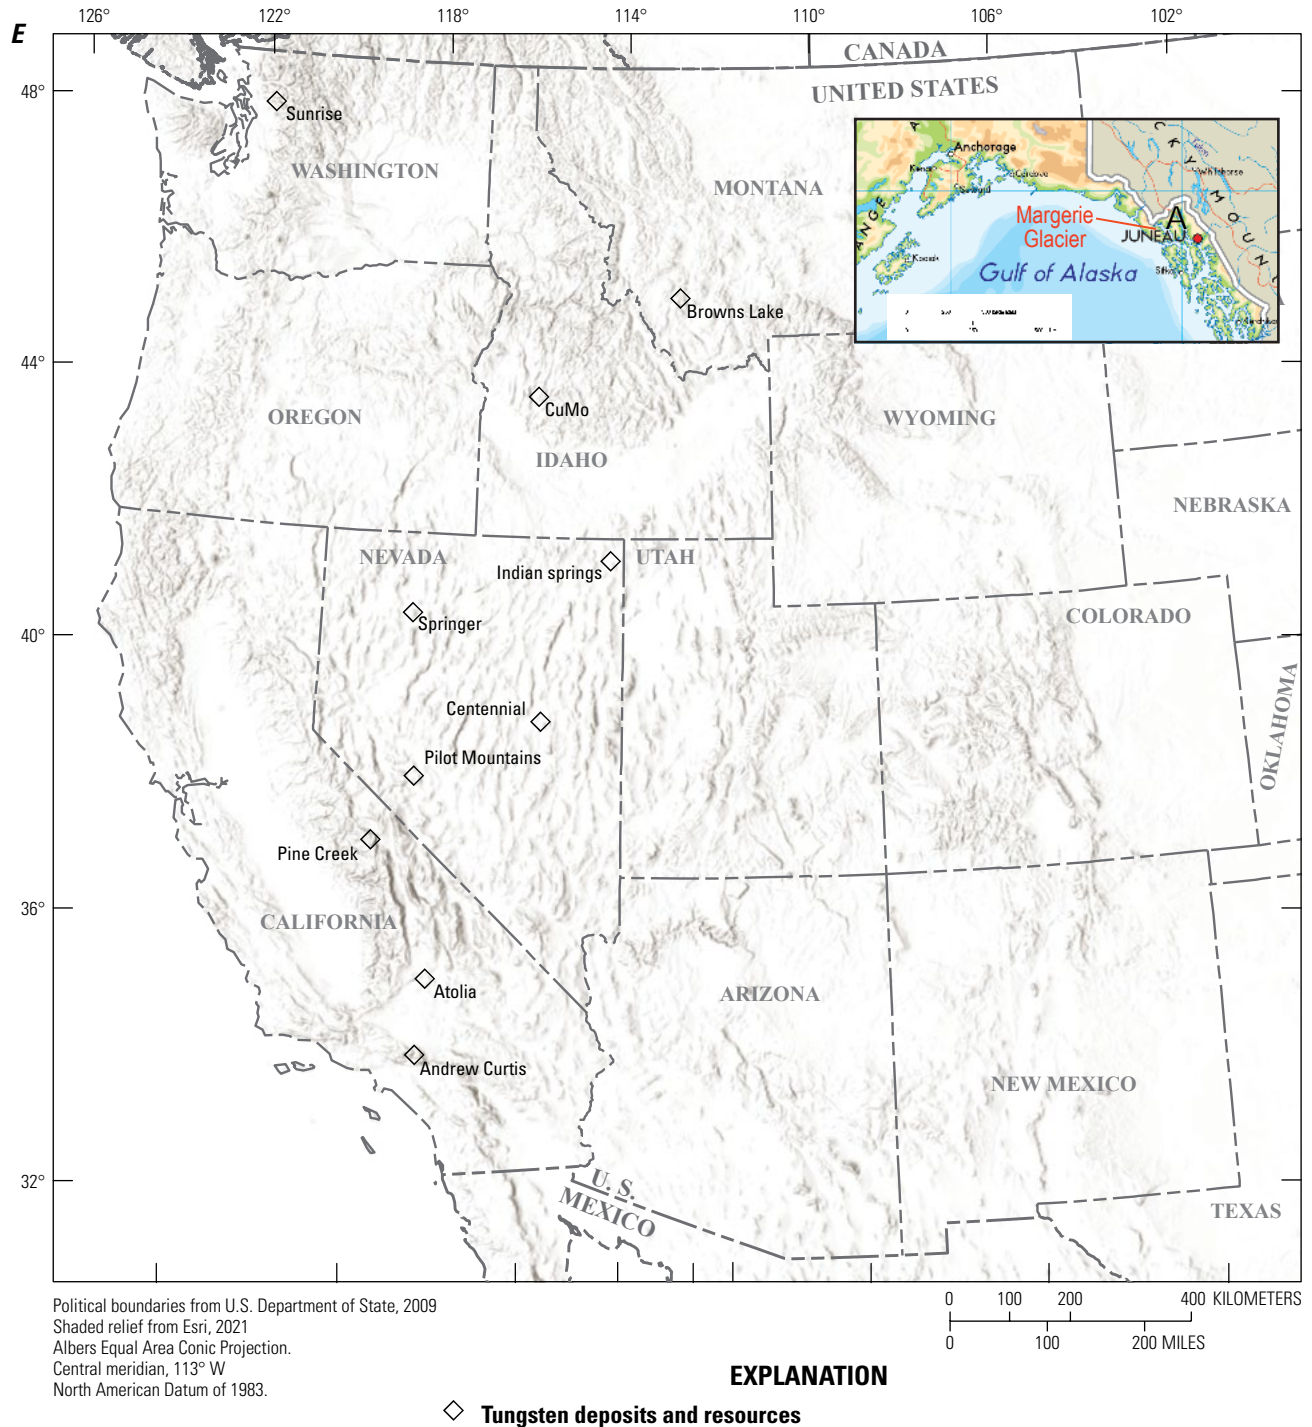 E
126°
122°
118°
114°
110°
106°
102°
CANADA
UNITED STATES
48°
Sunrise
WASHINGTON
MONTANA
Anchorage
Whitehorse
Margerie
Glacier
A
JUNEAU
Gulf of Alaska
Kodiak
Sitka
Browns Lake
44°
CuMo
OREGON
WYOMING
IDAHO
NEBRASKA
NEVADA
UTAH
Indian springs
Springer
COLORADO
40°
OKLAHOMA
Centennial
Pilot Mountains
Pine Creek
36°
CALIFORNIA
Atolia
ARIZONA
Andrew Curtis
NEW MEXICO
32°
U. S.
MEXICO
TEXAS
Political boundaries from U.S. Department of State, 2009
Shaded relief from Esri, 2021
Albers Equal Area Conic Projection.
Central meridian, 113° W
North American Datum of 1983.
0 100 200 400 KILOMETERS
0 100 200 MILES
EXPLANATION
Tungsten deposits and resources